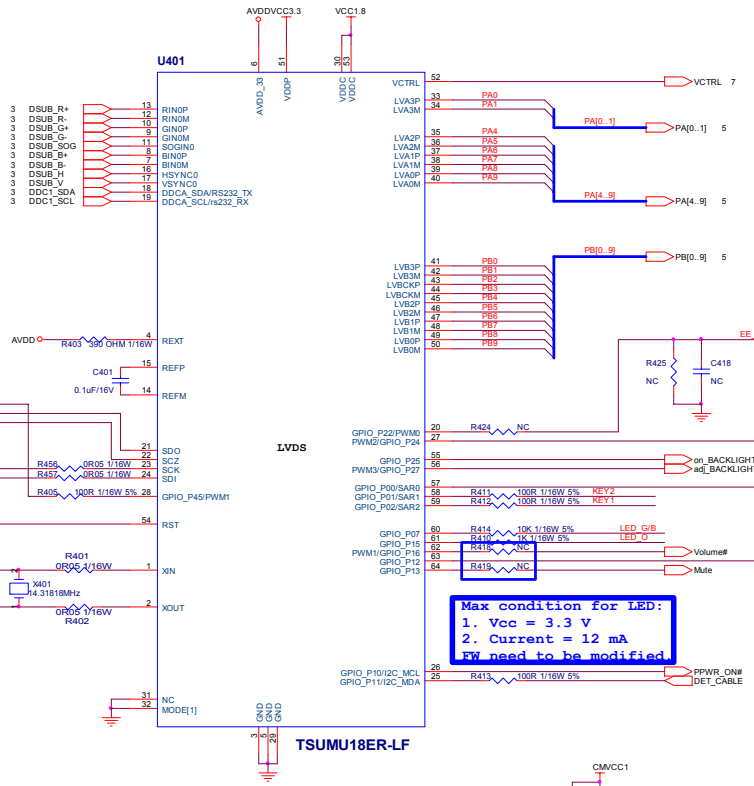 AVDDVCC3.3 VCC1.8
U401
6 51 30 53
AVDD_33 VDDP VDDC VDDC
VCTRL 52 VCTRL 7
3 DSUB_R+ 13 RIN0P
3 DSUB_R- 12 RIN0M
3 DSUB_G+ 10 GIN0P
3 DSUB_G- 9 GIN0M
3 DSUB_SOG 11 SOGIN0
3 DSUB_B+ 8 BIN0P
3 DSUB_B- 7 BIN0M
3 DSUB_H 16 HSYNC0
3 DSUB_V 17 VSYNC0
3 DDC1_SDA 18 DDCA_SDA/RS232_TX
3 DDC1_SCL 19 DDCA_SCL/rs232_RX
LVA3P 33 PA0
LVA3M 34 PA1
PA[0..1] PA[0..1] 5
LVA2P 35 PA4
LVA2M 36 PA5
LVA1P 37 PA6
LVA1M 38 PA7
LVA0P 39 PA8
LVA0M 40 PA9
PA[4..9] PA[4..9] 5
PB[0..9] PB[0..9] 5
LVB3P 41 PB0
LVB3M 42 PB1
LVBCKP 43 PB2
LVBCKM 44 PB3
LVB2P 45 PB4
LVB2M 46 PB5
LVB1P 47 PB6
LVB1M 48 PB7
LVB0P 49 PB8
LVB0M 50 PB9
AVDD R403 390 OHM 1/16W 4 REXT
15 REFP
C401
0.1uF/16V
14 REFM
EE_
R425 C418
NC NC
LVDS
GPIO_P22/PWM0 20 R424 NC
PWM2/GPIO_P24 27
21 SDO
22 SCZ
R456 0R05 1/16W 23 SCK
R457 0R05 1/16W 24 SDI
R405 100R 1/16W 5% 28 GPIO_P45/PWM1
GPIO_P25 55 on_BACKLIGHT
PWM3/GPIO_P27 56 adj_BACKLIGHT
GPIO_P00/SAR0 57
GPIO_P01/SAR1 58 R411 100R 1/16W 5% KEY2
GPIO_P02/SAR2 59 R412 100R 1/16W 5% KEY1
54 RST
GPIO_P07 60 R414 10K 1/16W 5% LED_G/B
GPIO_P15 61 R410 1K 1/16W 5% LED_O
PWM1/GPIO_P16 62 R418 NC Volume#
GPIO_P12 63
GPIO_P13 64 R419 NC Mute
R401
0R05 1/16W 1 XIN
2
X401
14.31818MHz
1
0R05 1/16W 2 XOUT
R402
Max condition for LED:
1. Vcc = 3.3 V
2. Current = 12 mA
FW need to be modified.
GPIO_P10/I2C_MCL 26 PPWR_ON#
GPIO_P11/I2C_MDA 25 R413 100R 1/16W 5% DET_CABLE
31 NC
32 MODE[1]
GND GND GND
3 5 29
TSUMU18ER-LF
CMVCC1